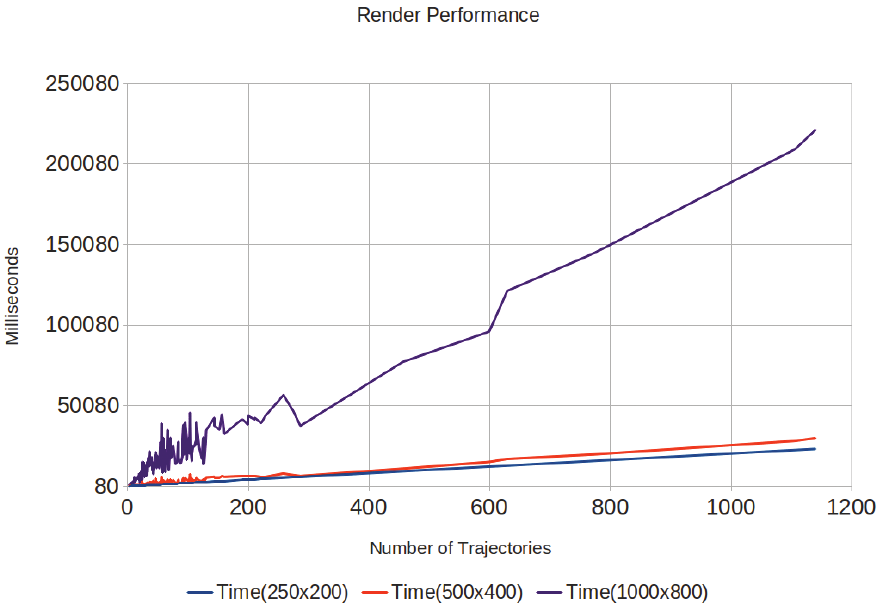 Render Performance
250080
200080
150080
100080
50080
80
Milliseconds
0 200 400 600 800 1000 1200
Number of Trajectories
Time(250x200) Time(500x400) Time(1000x800)